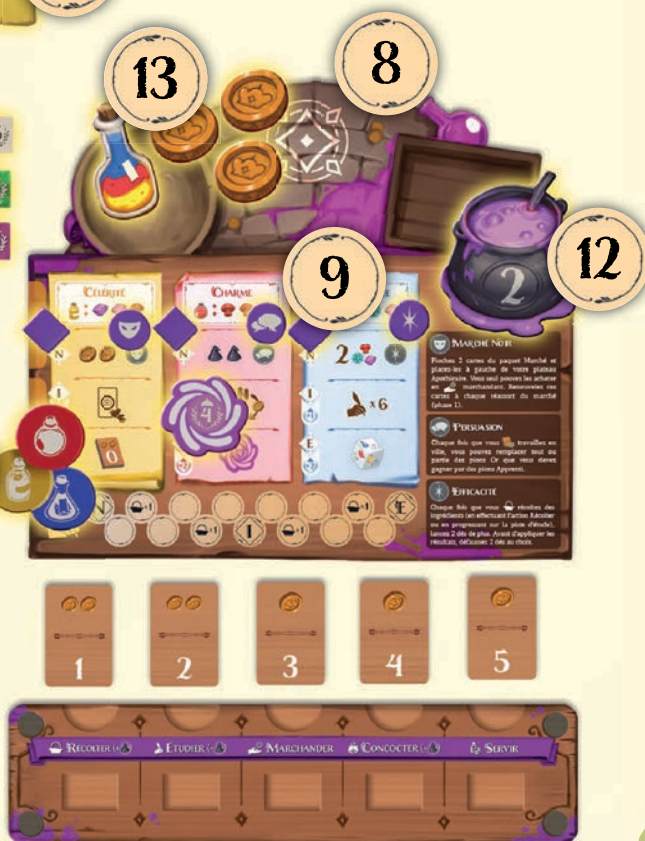 13
8
9
12
2
CÉLÉRITÉ
CHARME
N
N
N
2
I
I
x6
0
4
E
MARCHÉ NOIR
Piochez 2 cartes du paquet Marché et
placez-les à gauche de votre plateau
Apothicaire. Vous seul pouvez les acheter
en marchandant. Renouvelez ces
cartes à chaque réassort du marché
(phase 1).
PERSUASION
Chaque fois que vous travaillez en
ville, vous pouvez remplacer tout ou
partie des pions Or que vous devez
gagner par des pions Apprenti.
EFFICACITÉ
Chaque fois que vous récoltez des
ingrédients (en effectuant l'action Récolter
ou en progressant sur la piste d'étude),
lancez 2 dés de plus. Avant d'appliquer les
résultats, défaussez 2 dés au choix.
N +1 +1 E
+1 I +1
1
2
3
4
5
RÉCOLTER (+)
ÉTUDIER (+)
MARCHANDER
CONCOCTER (+)
SERVIR